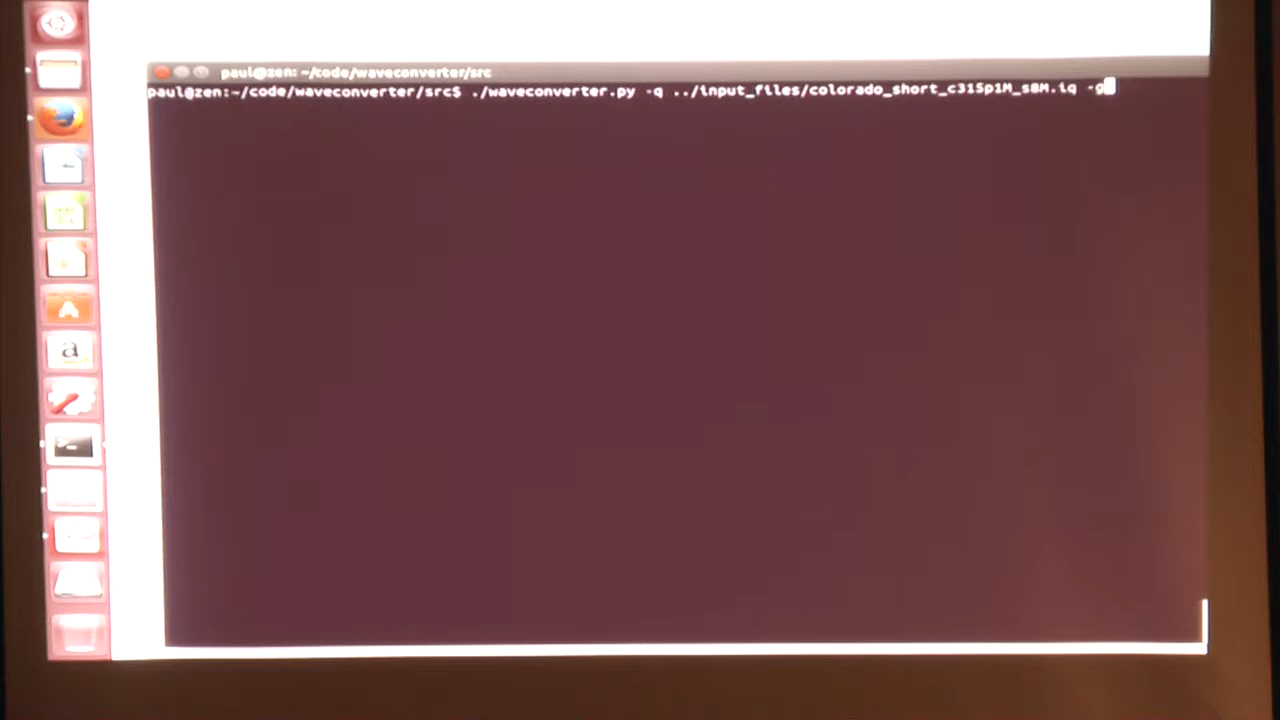 paul@zen: ~/code/waveconverter/src
paul@zen:~/code/waveconverter/src$ ./waveconverter.py -q ../input_files/colorado_short_c315p1M_s8M.iq -g
a